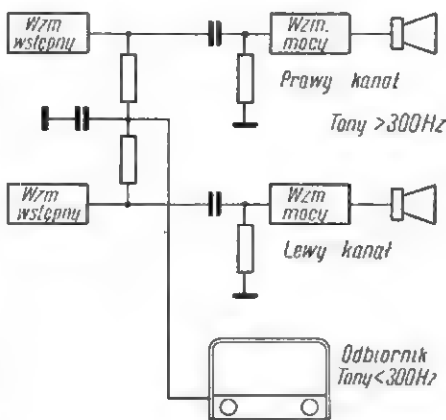 Wzm
wstępny
Wzm.
mocy
Prawy kanał
Tony >300Hz
Wzm
wstępny
Wzm
mocy
Lewy kanał
Odbiornik
Tony<300Hz